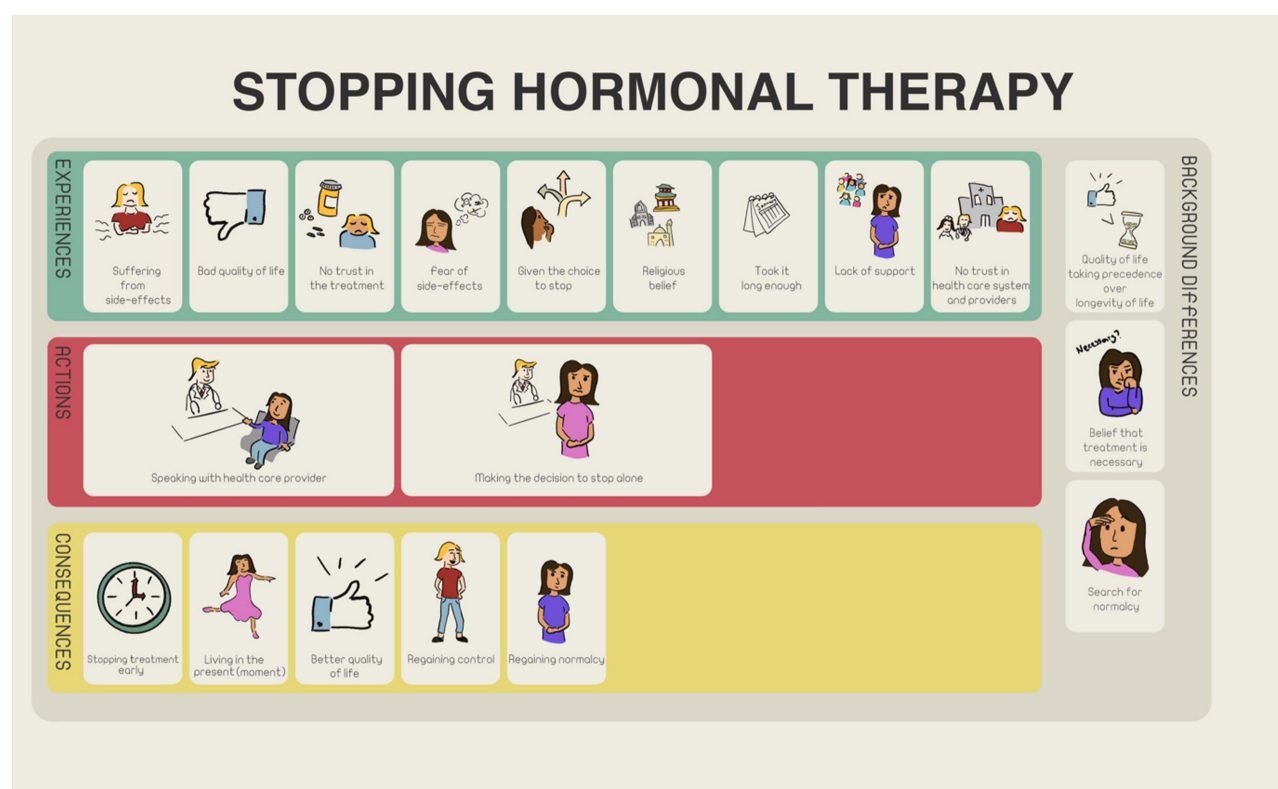 STOPPING HORMONAL THERAPY
EXPERIENCES
Suffering
from
side-effects
Bad quality of life
No trust in
the treatment
Fear of
side-effects
Given the choice
to stop
Religious
belief
January
Took it
long enough
Lack of support
No trust in
health care system
and providers
ACTIONS
Speaking with health care provider
Making the decision to stop alone
CONSEQUENCES
Stopping treatment
early
Living in the
present (moment)
Better quality
of life
Regaining control
Regaining normalcy
BACKGROUND DIFFERENCES
Quality of life
taking precedence
over
longevity of life
Necessary?
Belief that
treatment is
necessary
Search for
normalcy